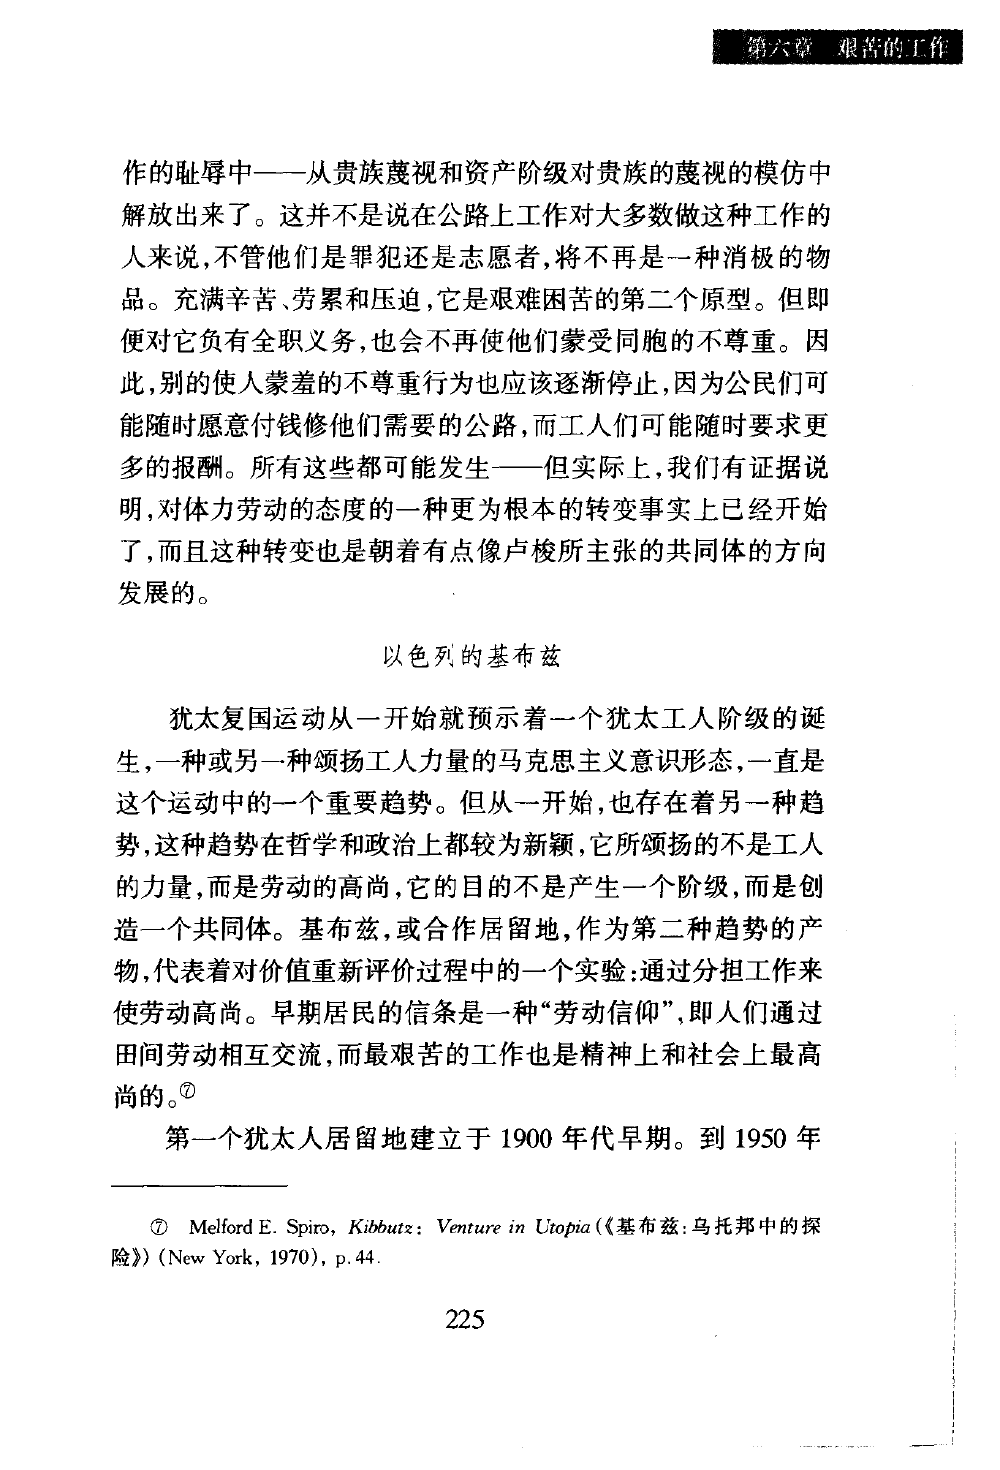 第六章 艰苦的工作
作的耻辱中——从贵族蔑视和资产阶级对贵族的蔑视的模仿中
解放出来了。这并不是说在公路上工作对大多数做这种工作的
人来说,不管他们是罪犯还是志愿者,将不再是一种消极的物
品。充满辛苦、劳累和压迫,它是艰难困苦的第二个原型。但即
便对它负有全职义务,也会不再使他们蒙受同胞的不尊重。因
此,别的使人蒙羞的不尊重行为也应该逐渐停止,因为公民们可
能随时愿意付钱修他们需要的公路,而工人们可能随时要求更
多的报酬。所有这些都可能发生——但实际上,我们有证据说
明,对体力劳动的态度的一种更为根本的转变事实上已经开始
了,而且这种转变也是朝着有点像卢梭所主张的共同体的方向
发展的。
以色列的基布兹
犹太复国运动从一开始就预示着一个犹太工人阶级的诞
生,一种或另一种颂扬工人力量的马克思主义意识形态,一直是
这个运动中的一个重要趋势。但从一开始,也存在着另一种趋
势,这种趋势在哲学和政治上都较为新颖,它所颂扬的不是工人
的力量,而是劳动的高尚,它的目的不是产生一个阶级,而是创
造一个共同体。基布兹,或合作居留地,作为第二种趋势的产
物,代表着对价值重新评价过程中的一个实验:通过分担工作来
使劳动高尚。早期居民的信条是一种“劳动信仰”,即人们通过
田间劳动相互交流,而最艰苦的工作也是精神上和社会上最高
尚的。⑦
第一个犹太人居留地建立于 1900 年代早期。到 1950 年
⑦ Melford E. Spiro, Kibbutz: Venture in Utopia (《基布兹:乌托邦中的探
险》) (New York, 1970), p.44.
225